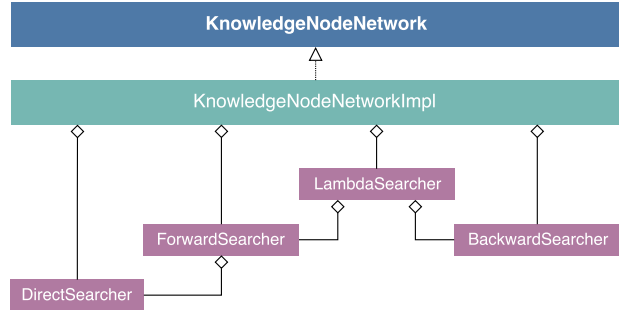 KnowledgeNodeNetwork
KnowledgeNodeNetworkImpl
LambdaSearcher
ForwardSearcher
BackwardSearcher
DirectSearcher